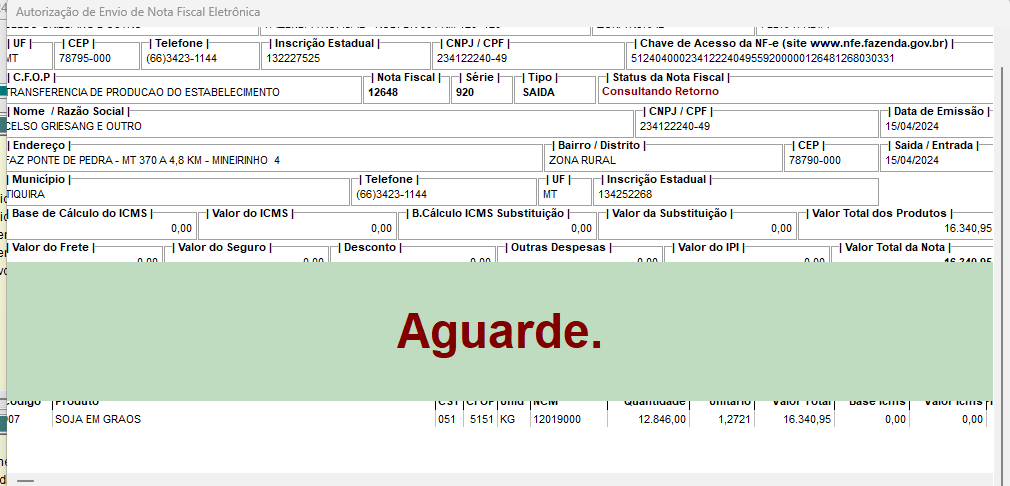 Autorização de Envio de Nota Fiscal Eletrônica
| UF | | CEP | | Telefone | | Inscrição Estadual | | CNPJ / CPF | | Chave de Acesso da NF-e (site www.nfe.fazenda.gov.br) |
MT 78795-000 (66)3423-1144 132227525 234122240-49 51240400023412224049559200000126481268030331
| C.F.O.P | | Nota Fiscal | | Série | | Tipo | | Status da Nota Fiscal |
TRANSFERENCIA DE PRODUCAO DO ESTABELECIMENTO 12648 920 SAIDA Consultando Retorno
| Nome / Razão Social | | CNPJ / CPF | | Data de Emissão |
CELSO GRIESANG E OUTRO 234122240-49 15/04/2024
| Endereço | | Bairro / Distrito | | CEP | | Saida / Entrada |
FAZ PONTE DE PEDRA - MT 370 A 4,8 KM - MINEIRINHO 4 ZONA RURAL 78790-000 15/04/2024
| Município | | Telefone | | UF | | Inscrição Estadual |
ITIQUIRA (66)3423-1144 MT 134252268
| Base de Cálculo do ICMS | | Valor do ICMS | | B.Cálculo ICMS Substituição | | Valor da Substituição | | Valor Total dos Produtos |
0,00 0,00 0,00 0,00 16.340,95
| Valor do Frete | | Valor do Seguro | | Desconto | | Outras Despesas | | Valor do IPI | | Valor Total da Nota |
0,00 0,00 0,00 0,00 0,00 16.340,95
Aguarde.
Código Produto CST CFOP Unid NCM Quantidade Unitário Valor Total Base Icms Valor Icms
007 SOJA EM GRAOS 051 5151 KG 12019000 12.846,00 1,2721 16.340,95 0,00 0,00